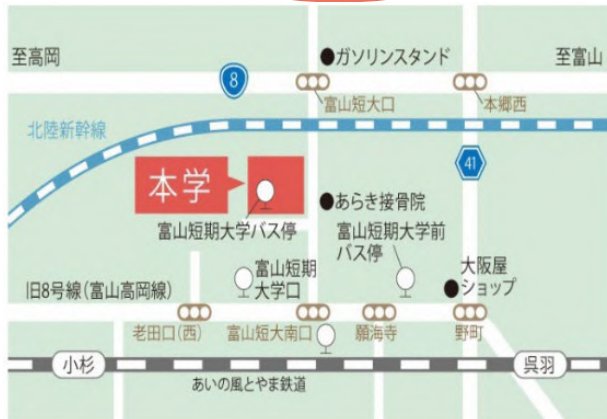 至高岡
ガソリンスタンド
至富山
8
富山短大口
本郷西
北陸新幹線
41
本学
あらき接骨院
富山短期大学バス停
富山短期大学前
バス停
富山短期
大学口
大阪屋
ショップ
旧8号線(富山高岡線)
老田口(西)
富山短大南口
願海寺
野町
小杉
呉羽
あいの風とやま鉄道